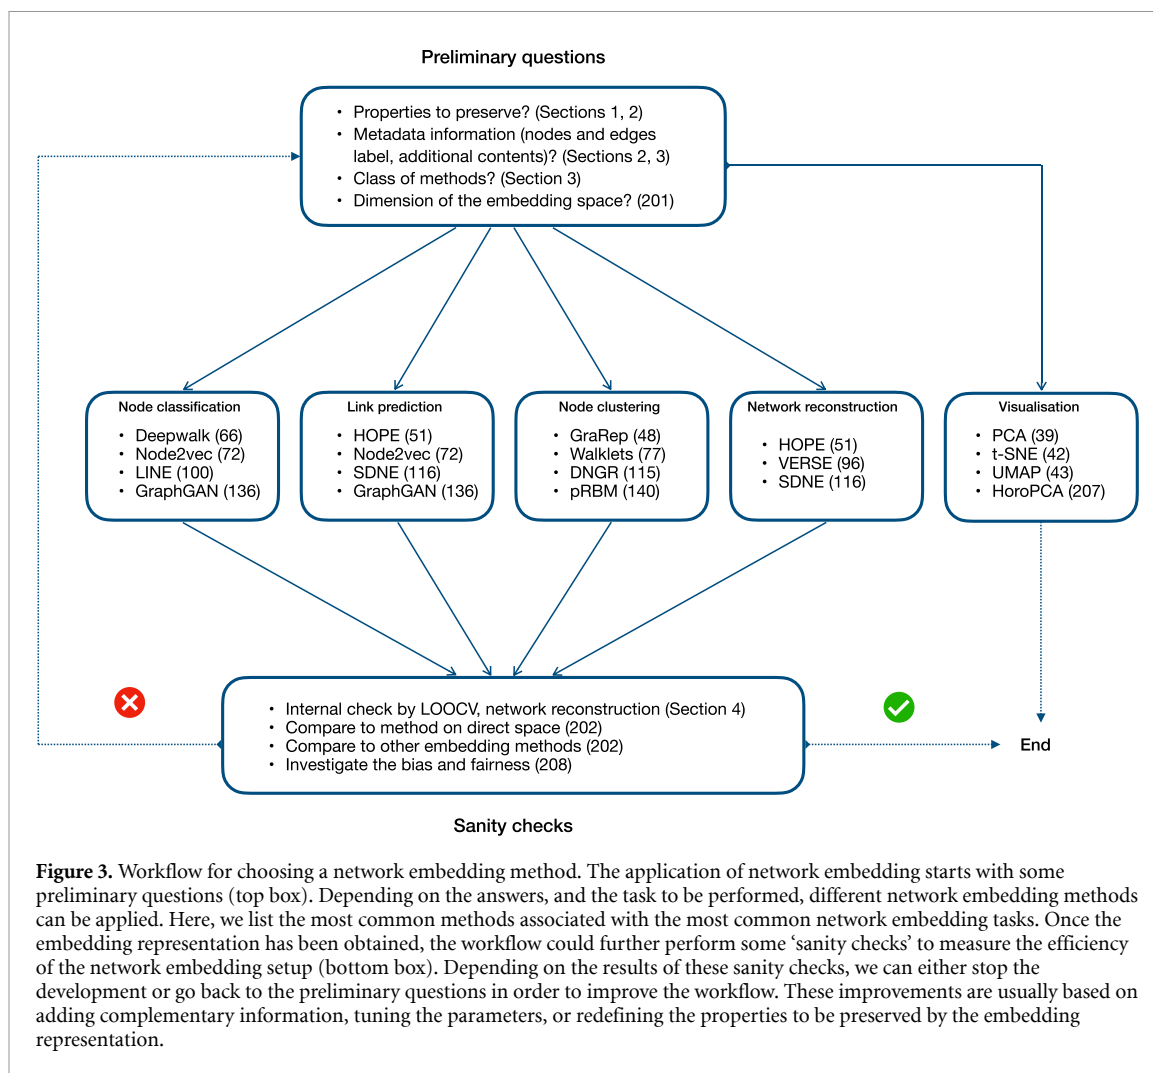 Preliminary questions
• Properties to preserve? (Sections 1, 2)
• Metadata information (nodes and edges
label, additional contents)? (Sections 2, 3)
• Class of methods? (Section 3)
• Dimension of the embedding space? (201)
Node classification
• Deepwalk (66)
• Node2vec (72)
• LINE (100)
• GraphGAN (136)
Link prediction
• HOPE (51)
• Node2vec (72)
• SDNE (116)
• GraphGAN (136)
Node clustering
• GraRep (48)
• Walklets (77)
• DNGR (115)
• pRBM (140)
Network reconstruction
• HOPE (51)
• VERSE (96)
• SDNE (116)
Visualisation
• PCA (39)
• t-SNE (42)
• UMAP (43)
• HoroPCA (207)
• Internal check by LOOCV, network reconstruction (Section 4)
• Compare to method on direct space (202)
• Compare to other embedding methods (202)
• Investigate the bias and fairness (208)
End
Sanity checks
Figure 3. Workflow for choosing a network embedding method. The application of network embedding starts with some
preliminary questions (top box). Depending on the answers, and the task to be performed, different network embedding methods
can be applied. Here, we list the most common methods associated with the most common network embedding tasks. Once the
embedding representation has been obtained, the workflow could further perform some ‘sanity checks’ to measure the efficiency
of the network embedding setup (bottom box). Depending on the results of these sanity checks, we can either stop the
development or go back to the preliminary questions in order to improve the workflow. These improvements are usually based on
adding complementary information, tuning the parameters, or redefining the properties to be preserved by the embedding
representation.